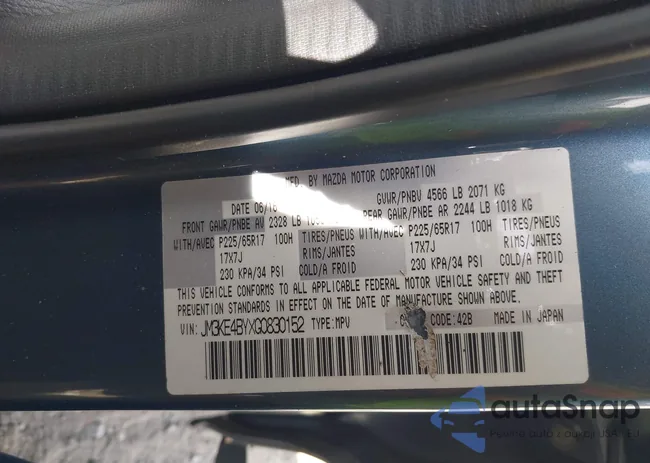 MFD. BY MAZDA MOTOR CORPORATION
DATE GVWR/PNBV 4566 LB 2071 KG
FRONT GAWR/PNBE AV 2328 LB REAR GAWR/PNBE AR 2244 LB 1018 KG
WITH/AVEC P225/65R17 100H TIRES/PNEUS WITH/AVEC P225/65R17 100H TIRES/PNEUS
17X7J RIMS/JANTES 17X7J RIMS/JANTES
230 KPA/34 PSI COLD/A FROID 230 KPA/34 PSI COLD/A FROID
THIS VEHICLE CONFORMS TO ALL APPLICABLE FEDERAL MOTOR VEHICLE SAFETY AND THEFT
PREVENTION STANDARDS IN EFFECT ON THE DATE OF MANUFACTURE SHOWN ABOVE.
VIN: JM3KE4BYXG0830152 TYPE:MPV CODE:42B MADE IN JAPAN
autoSnap